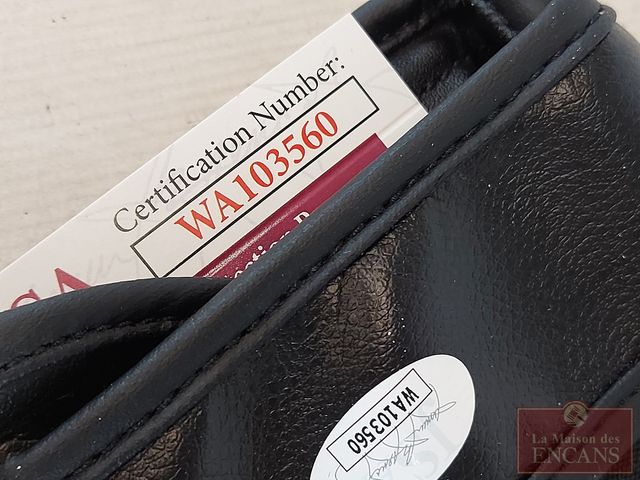 Certification Number:
WA103560
WA103560
La Maison des
ENCANS